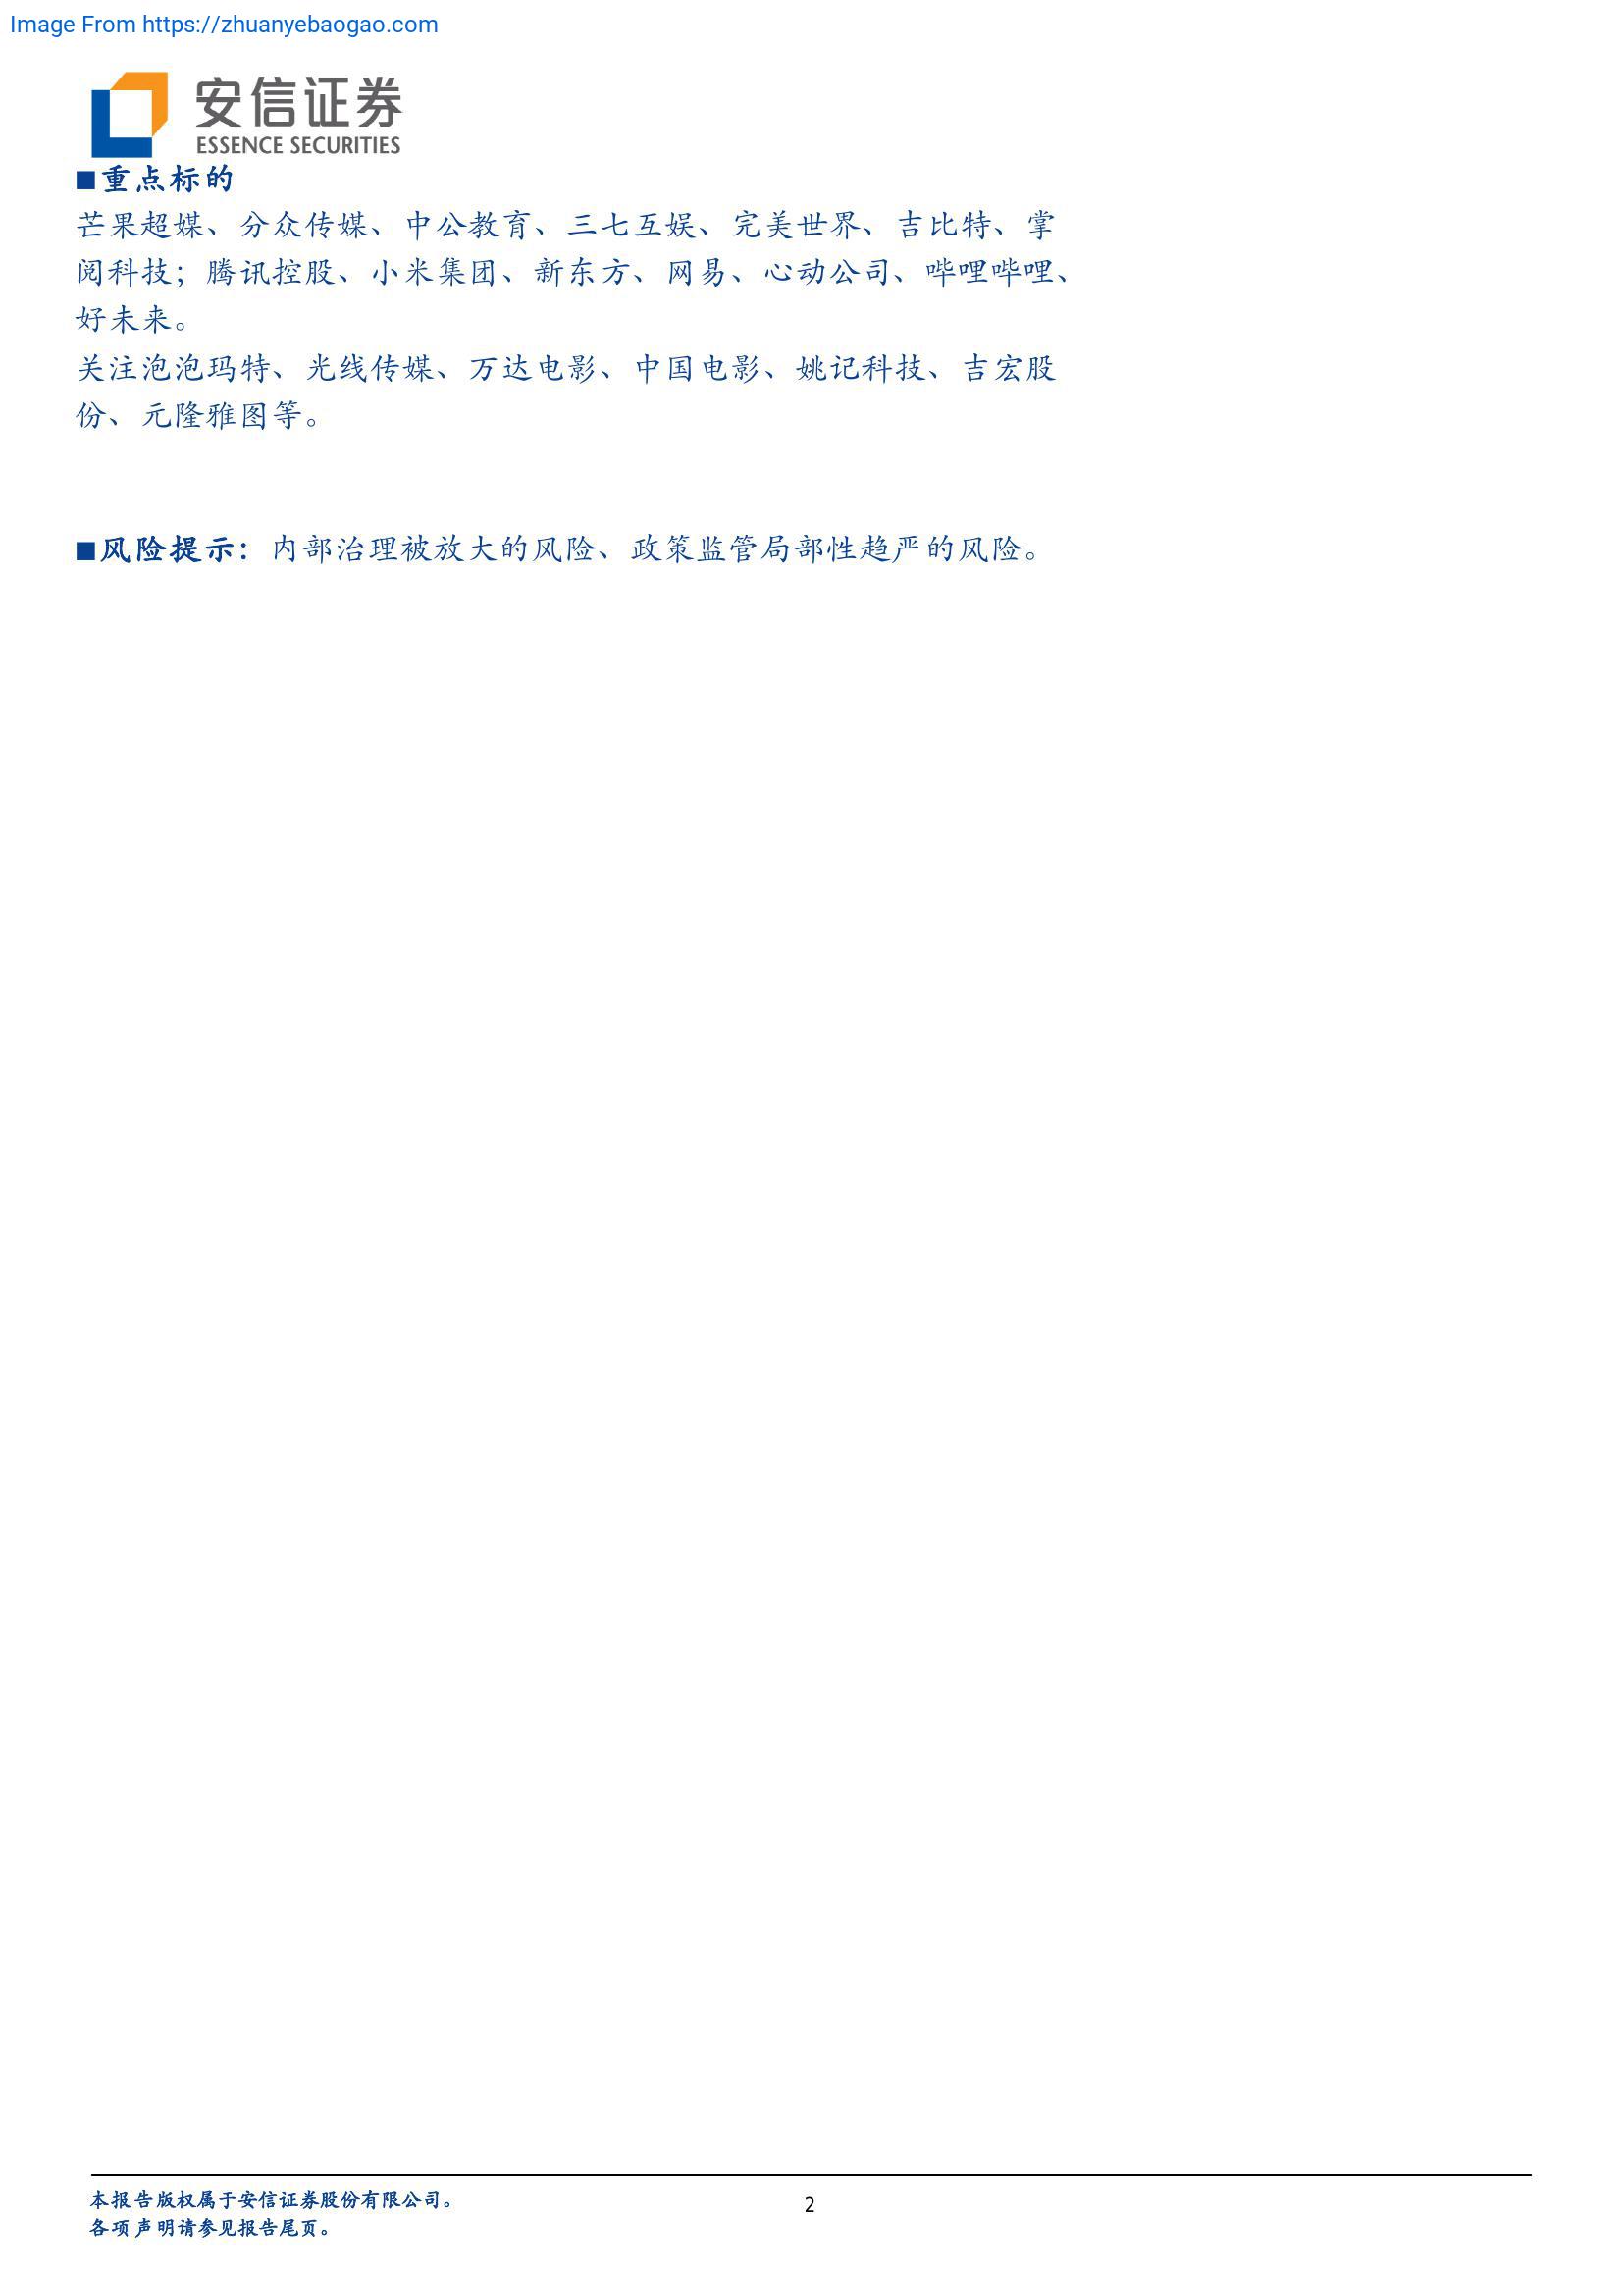 Image From https://zhuanyebaogao.com
安信证券
ESSENCE SECURITIES
■重点标的
芒果超媒、分众传媒、中公教育、三七互娱、完美世界、吉比特、掌
阅科技；腾讯控股、小米集团、新东方、网易、心动公司、哔哩哔哩、
好未来。
关注泡泡玛特、光线传媒、万达电影、中国电影、姚记科技、吉宏股
份、元隆雅图等。
■风险提示：内部治理被放大的风险、政策监管局部性趋严的风险。
本报告版权属于安信证券股份有限公司。
2
各项声明请参见报告尾页。